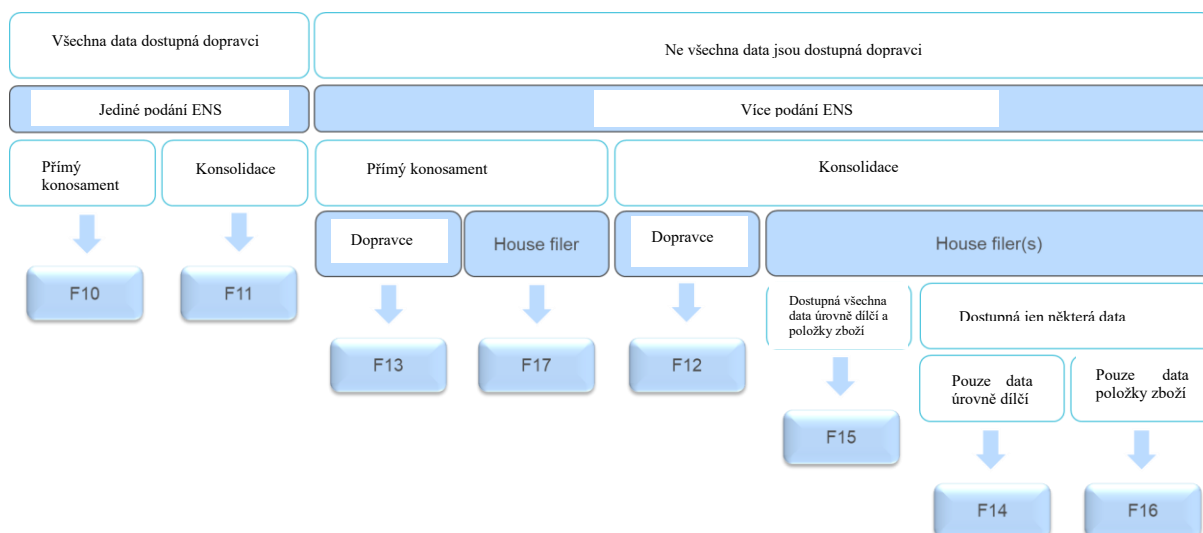 Všechna data dostupná dopravci
Ne všechna data jsou dostupná dopravci
Jediné podání ENS
Více podání ENS
Přímý
konosament
Konsolidace
Přímý konosament
Konsolidace
Dopravce
House filer
Dopravce
House filer(s)
F10
F11
F13
F17
F12
Dostupná všechna
data úrovně dílčí a
položky zboží
Dostupná jen některá data
Pouze data
úrovně dílčí
Pouze data
položky zboží
F15
F14
F16